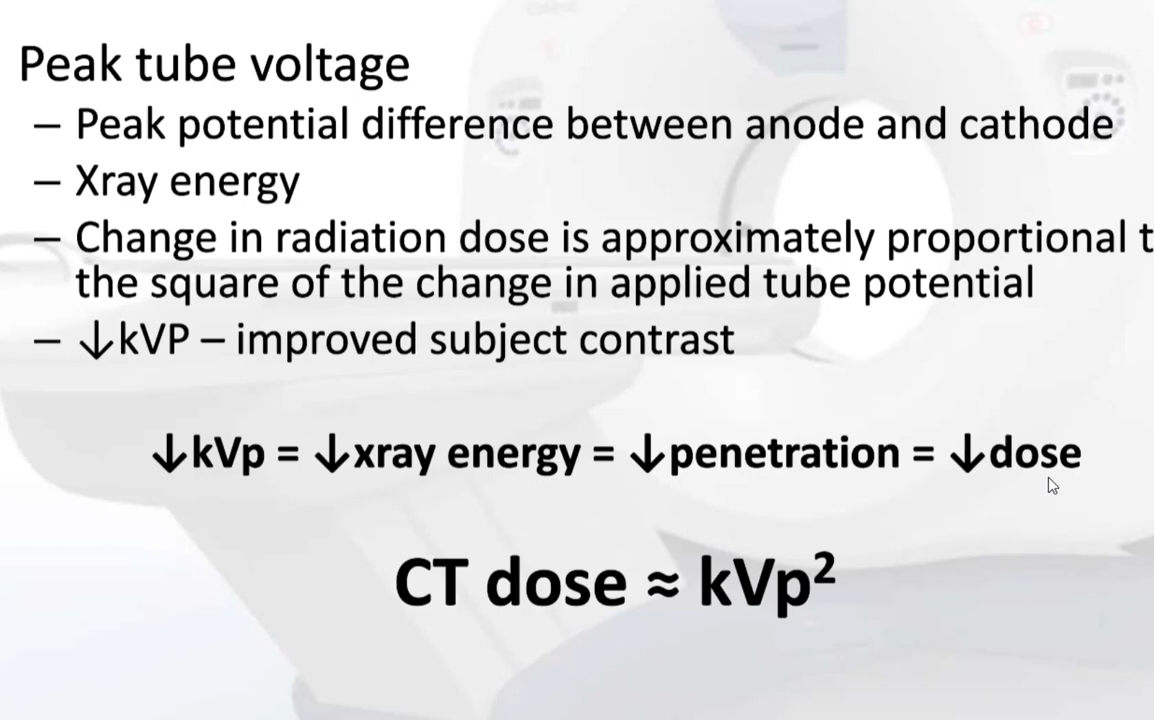 Peak tube voltage
– Peak potential difference between anode and cathode
– Xray energy
– Change in radiation dose is approximately proportional t
the square of the change in applied tube potential
– ↓kVP – improved subject contrast
↓kVp = ↓xray energy = ↓penetration = ↓dose
CT dose ≈ kVp²